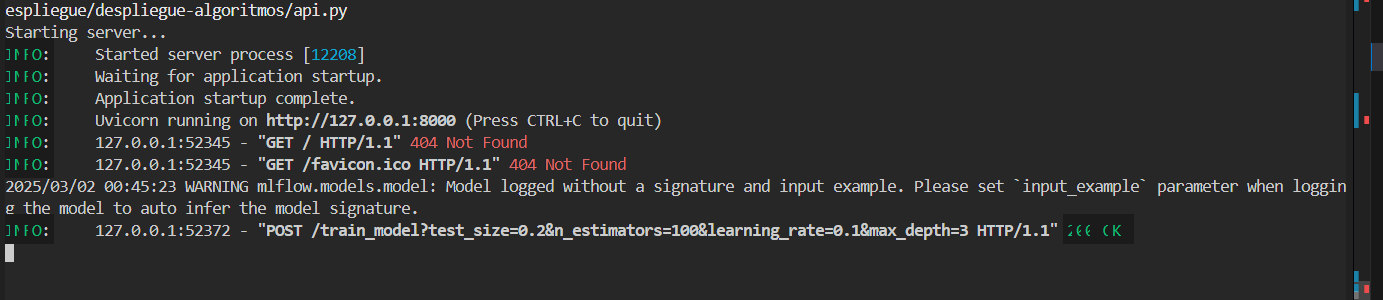 espliegue/despliegue-algoritmos/api.py
Starting server...
INFO:     Started server process [12208]
INFO:     Waiting for application startup.
INFO:     Application startup complete.
INFO:     Uvicorn running on http://127.0.0.1:8000 (Press CTRL+C to quit)
INFO:     127.0.0.1:52345 - "GET / HTTP/1.1" 404 Not Found
INFO:     127.0.0.1:52345 - "GET /favicon.ico HTTP/1.1" 404 Not Found
2025/03/02 00:45:23 WARNING mlflow.models.model: Model logged without a signature and input example. Please set `input_example` parameter when loggin
g the model to auto infer the model signature.
INFO:     127.0.0.1:52372 - "POST /train_model?test_size=0.2&n_estimators=100&learning_rate=0.1&max_depth=3 HTTP/1.1" 200 OK